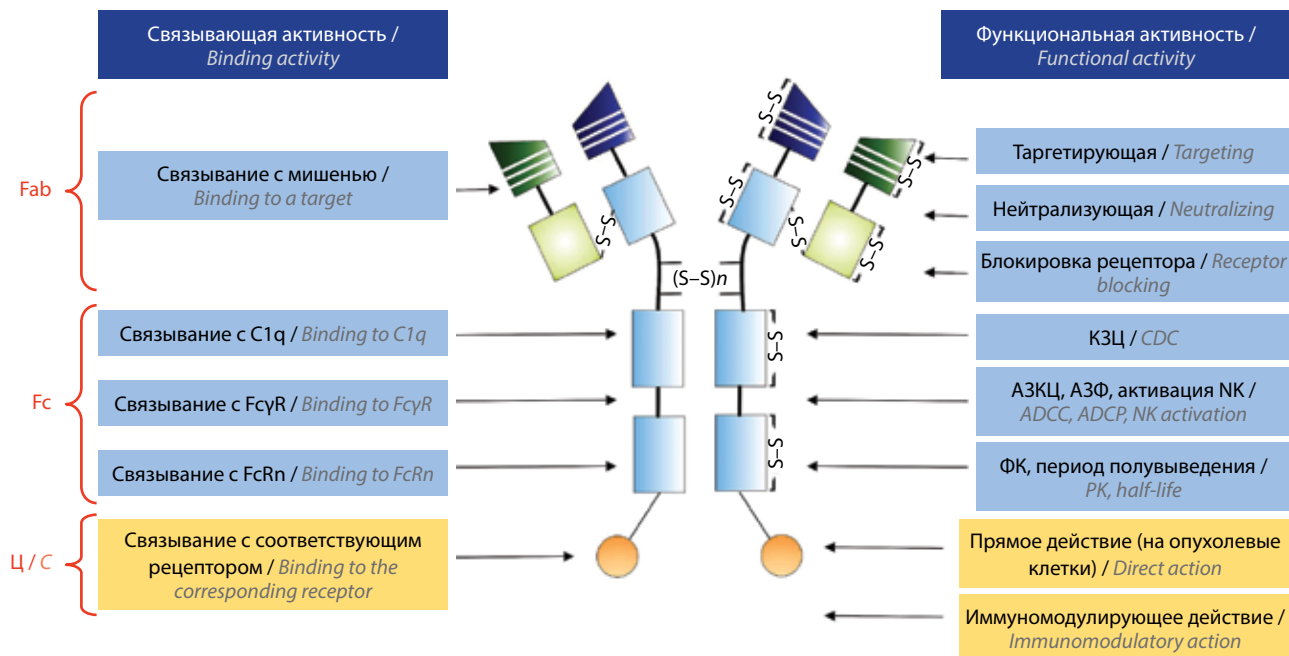 Связывающая активность /
Binding activity
Функциональная активность /
Functional activity
Fab
Связывание с мишенью /
Binding to a target
S–S
S–S
S–S
S–S
S–S
S–S
S–S
(S–S)n
Таргетирующая / Targeting
Нейтрализующая / Neutralizing
Блокировка рецептора / Receptor
blocking
Fc
Связывание с C1q / Binding to C1q
S–S
КЗЦ / CDC
Связывание с FcγR / Binding to FcγR
АЗКЦ, АЗФ, активация NK /
ADCC, ADCP, NK activation
Связывание с FcRn / Binding to FcRn
S–S
ФК, период полувыведения /
PK, half-life
Ц / C
Связывание с соответствующим
рецептором / Binding to the
corresponding receptor
Прямое действие (на опухолевые
клетки) / Direct action
Иммуномодулирующее действие /
Immunomodulatory action